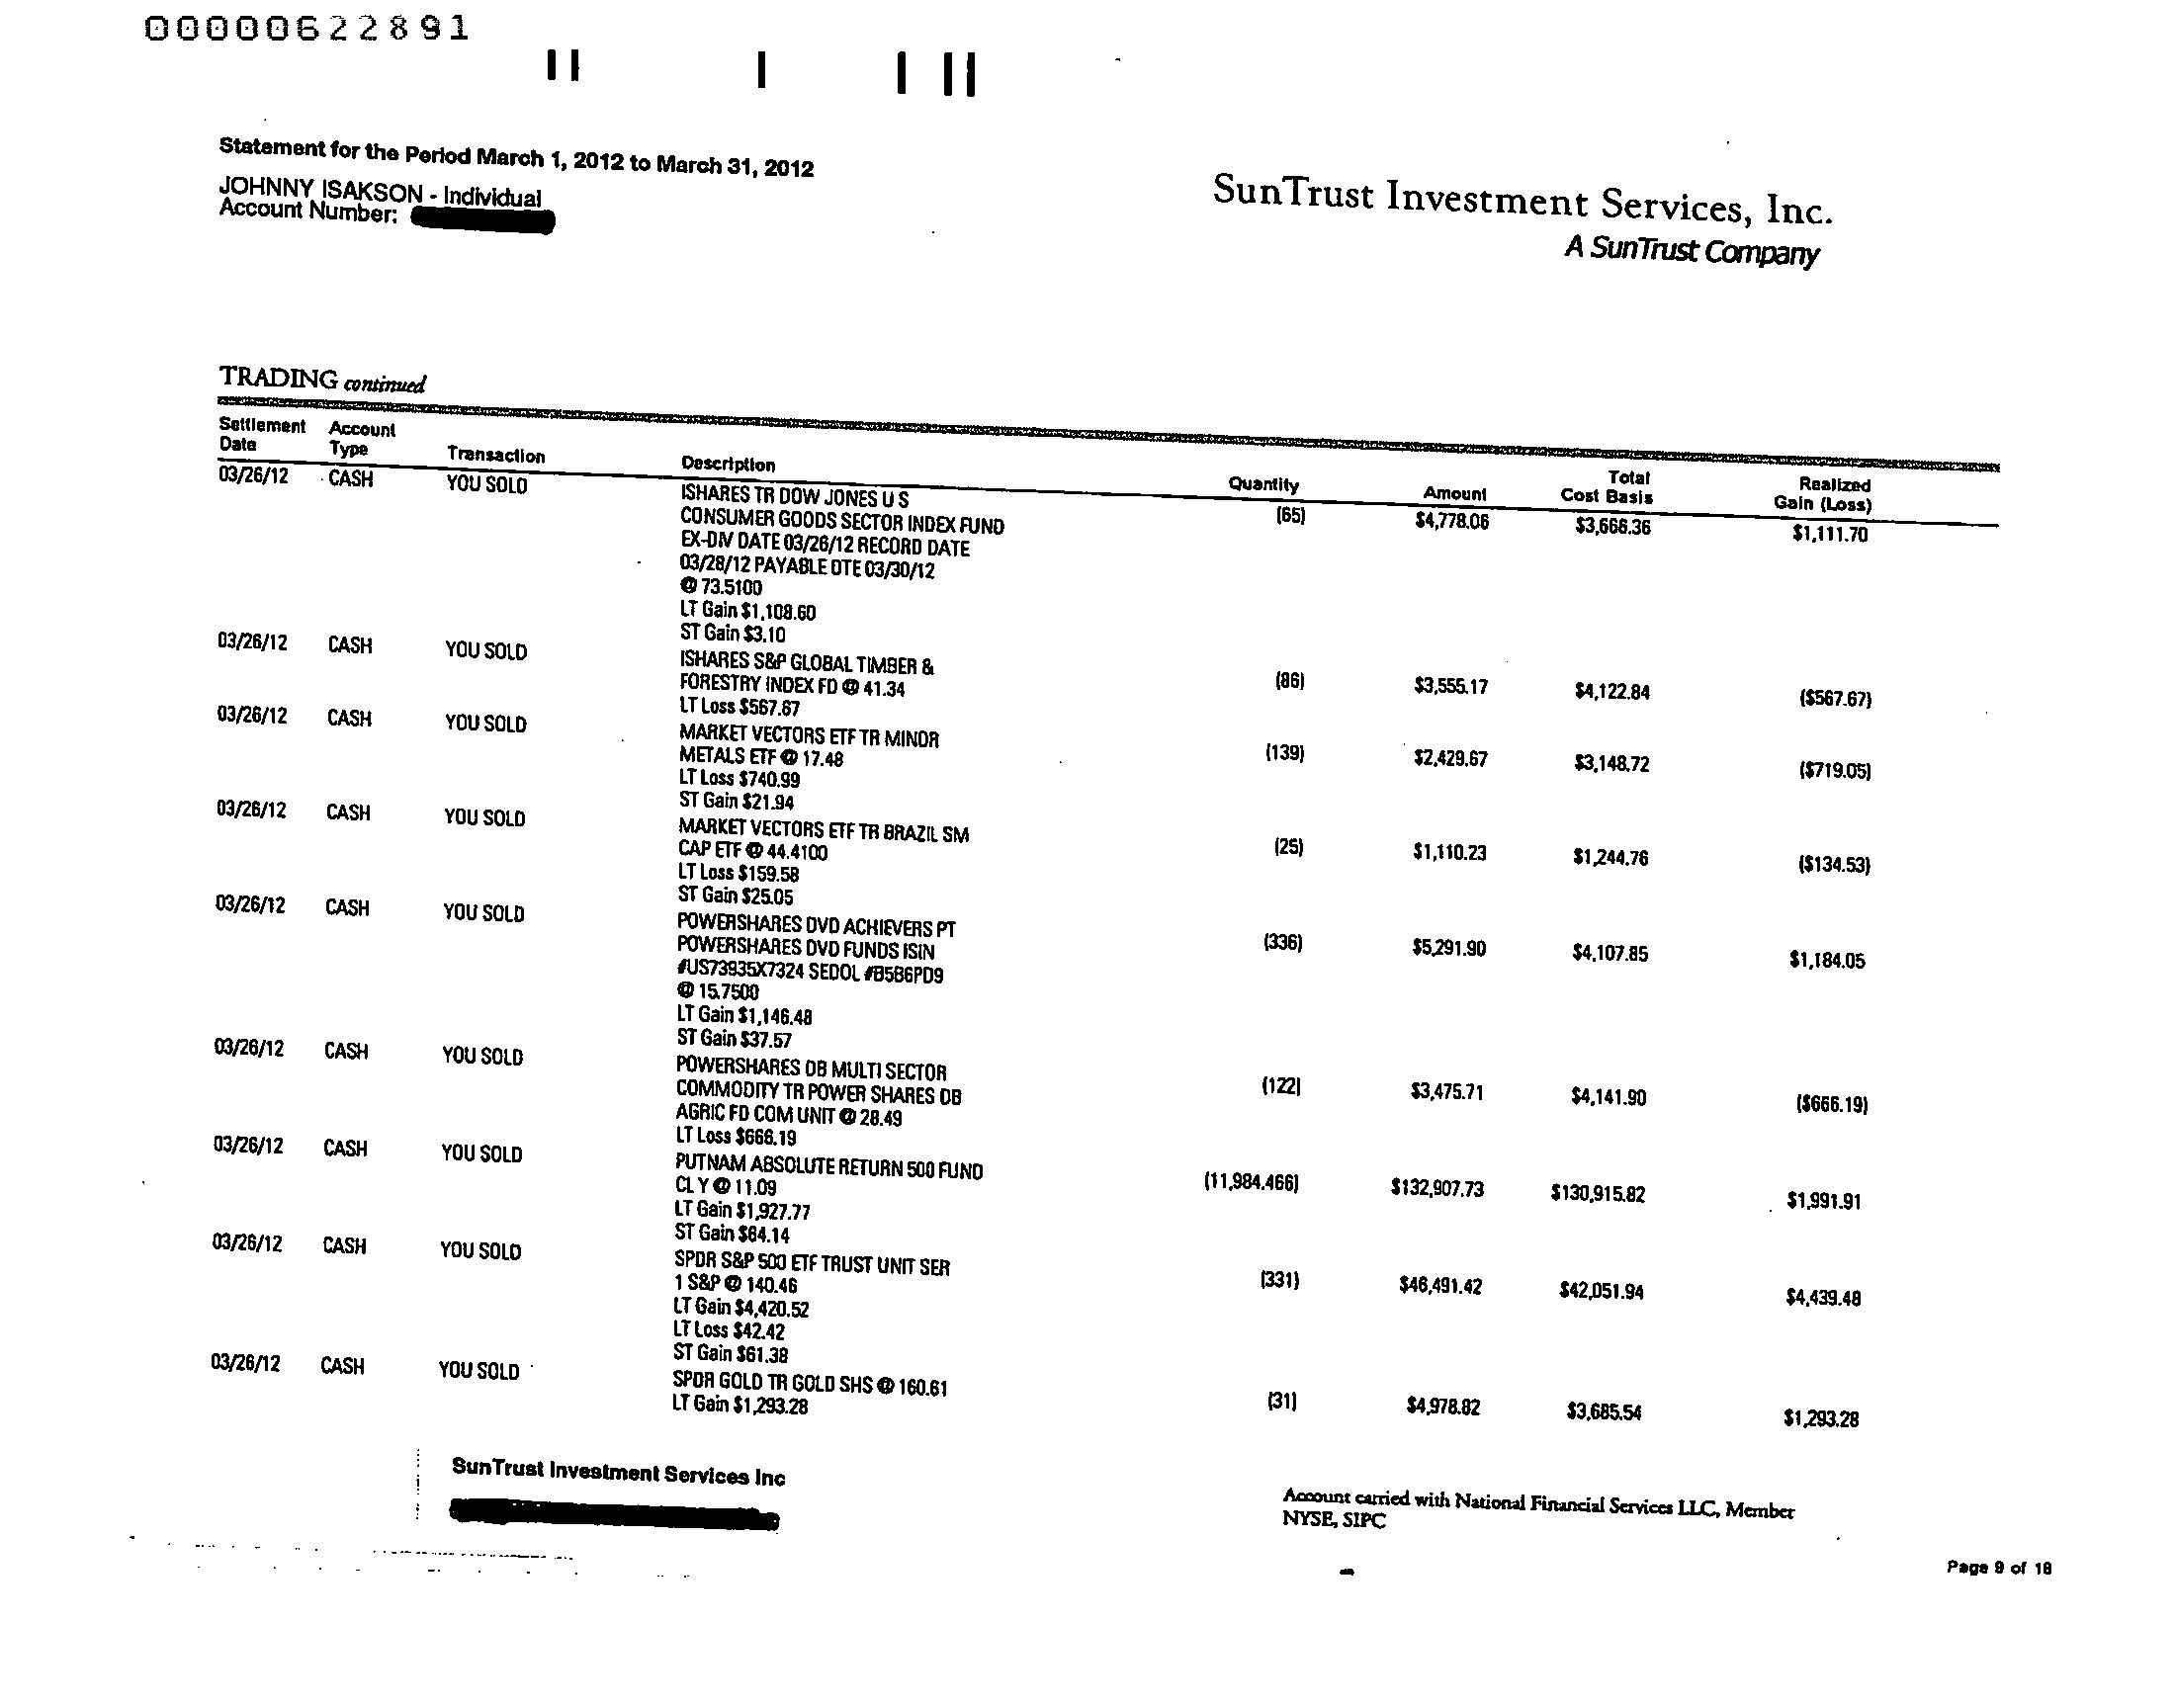 00000622891
Statement for the Period March 1, 2012 to March 31, 2012
JOHNNY ISAKSON - Individual
Account Number:
SunTrust Investment Services, Inc.
A SunTrust Company
TRADING continued
Settlement Date Account Type Transaction Description Quantity Amount Total Cost Basis Realized Gain (Loss)
03/26/12 CASH YOU SOLD ISHARES TR DOW JONES U S (65) $4,778.06 $3,666.36 $1,111.70
CONSUMER GOODS SECTOR INDEX FUND
EX-DIV DATE 03/26/12 RECORD DATE
03/28/12 PAYABLE DTE 03/30/12
@ 73.5100
LT Gain $1,108.60
ST Gain $3.10
03/26/12 CASH YOU SOLD ISHARES S&P GLOBAL TIMBER & (86) $3,555.17 $4,122.84 ($567.67)
FORESTRY INDEX FD @ 41.34
LT Loss $567.67
03/26/12 CASH YOU SOLD MARKET VECTORS ETF TR MINOR (139) $2,429.67 $3,148.72 ($719.05)
METALS ETF @ 17.48
LT Loss $740.99
ST Gain $21.94
03/26/12 CASH YOU SOLD MARKET VECTORS ETF TR BRAZIL SM (25) $1,110.23 $1,244.76 ($134.53)
CAP ETF @ 44.4100
LT Loss $159.58
ST Gain $25.05
03/26/12 CASH YOU SOLD POWERSHARES DVD ACHIEVERS PT (336) $5,291.90 $4,107.85 $1,184.05
POWERSHARES DVD FUNDS ISIN
#US73935X7324 SEDOL #B5B6PD9
@ 15.7500
LT Gain $1,146.48
ST Gain $37.57
03/26/12 CASH YOU SOLD POWERSHARES DB MULTI SECTOR (122) $3,475.71 $4,141.90 ($666.19)
COMMODITY TR POWER SHARES DB
AGRIC FD COM UNIT @ 28.49
LT Loss $666.19
03/26/12 CASH YOU SOLD PUTNAM ABSOLUTE RETURN 500 FUND (11,984.466) $132,907.73 $130,915.82 $1,991.91
CL Y @ 11.09
LT Gain $1,927.77
ST Gain $64.14
03/26/12 CASH YOU SOLD SPDR S&P 500 ETF TRUST UNIT SER (331) $46,491.42 $42,051.94 $4,439.48
1 S&P @ 140.46
LT Gain $4,420.52
LT Loss $42.42
ST Gain $61.38
03/26/12 CASH YOU SOLD SPDR GOLD TR GOLD SHS @ 160.61 (31) $4,978.82 $3,685.54 $1,293.28
LT Gain $1,293.28
SunTrust Investment Services Inc
Account carried with National Financial Services LLC, Member
NYSE, SIPC
Page 9 of 18